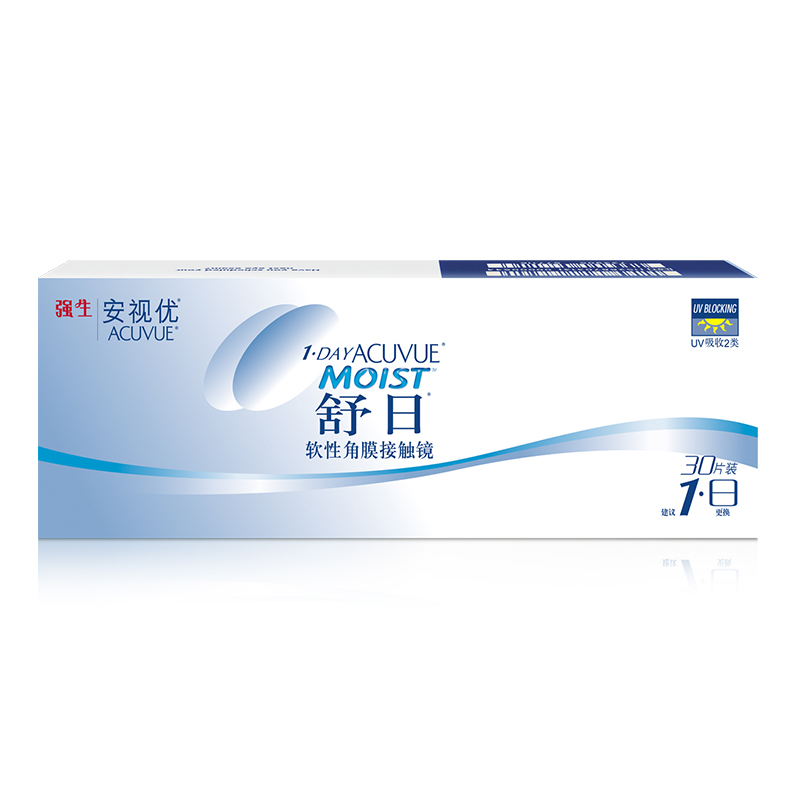 强生
安视优®
ACUVUE®
1·DAY ACUVUE®
MOIST™
舒日®
软性角膜接触镜
UV BLOCKING
UV吸收2类
30片装
建议 1·日 更换